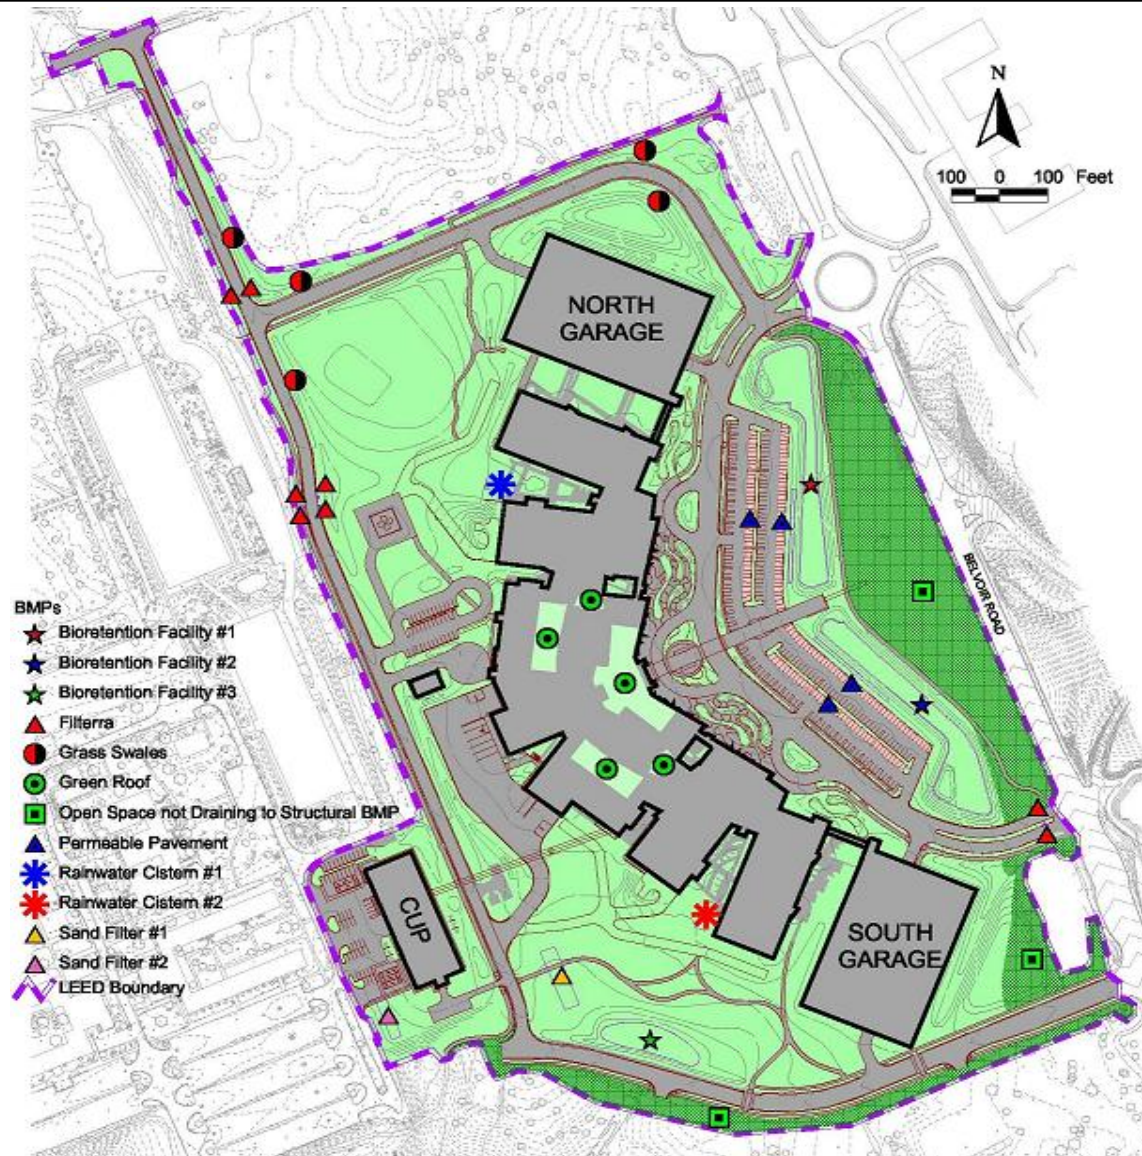 N
100 0 100 Feet
NORTH
GARAGE
BELVOIR ROAD
BMPs
Bioretention Facility #1
Bioretention Facility #2
Bioretention Facility #3
Filterra
Grass Swales
Green Roof
Open Space not Draining to Structural BMP
Permeable Pavement
Rainwater Cistern #1
Rainwater Cistern #2
Sand Filter #1
Sand Filter #2
LEED Boundary
CUP
SOUTH
GARAGE